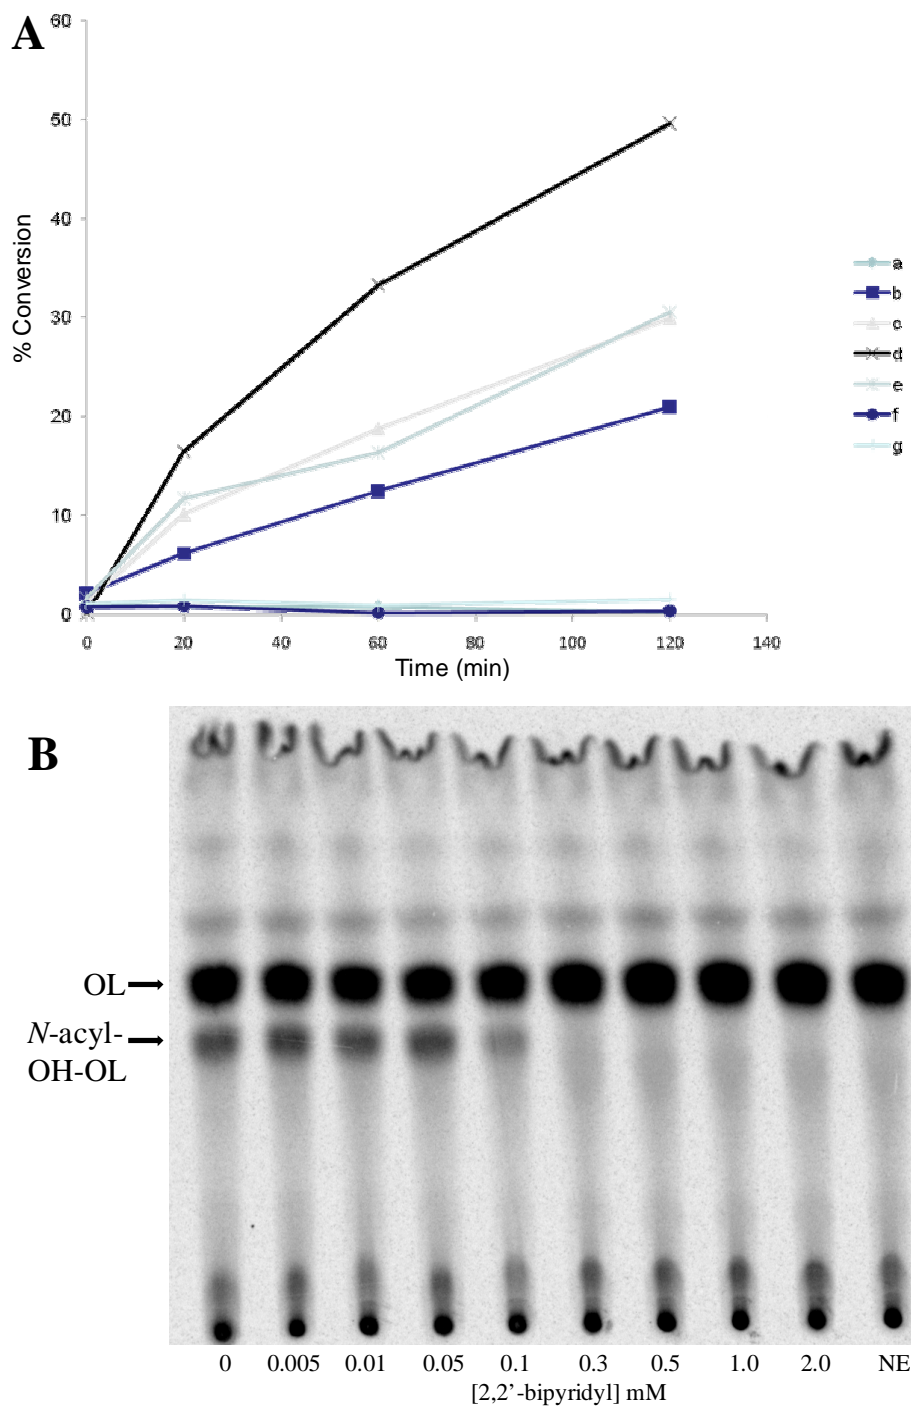 A
60
50
40
30
20
10
0
% Conversion
0 20 40 60 80 100 120 140
Time (min)
a
b
c
d
e
f
g
B
OL
N-acyl-
OH-OL
0 0.005 0.01 0.05 0.1 0.3 0.5 1.0 2.0 NE
[2,2’-bipyridyl] mM